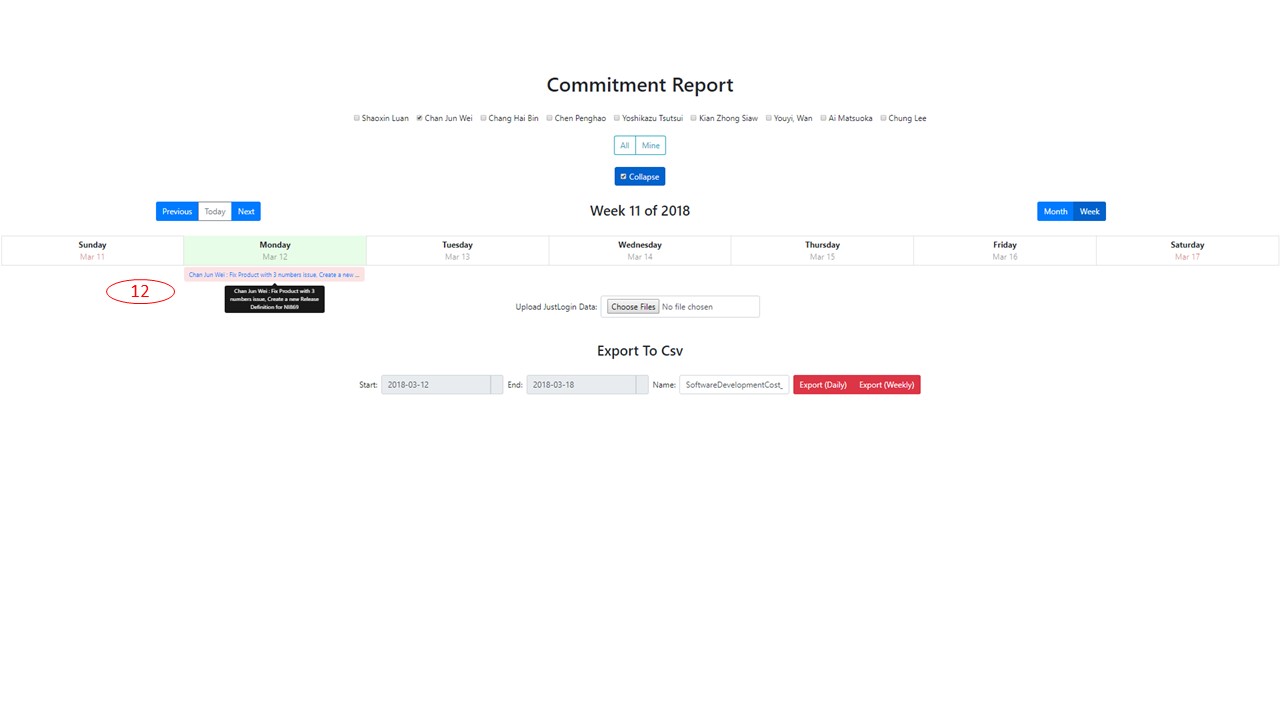 Commitment Report
Shaoxin Luan Chan Jun Wei Chang Hai Bin Chen Penghao Yoshikazu Tsutsui Kian Zhong Siaw Youyi, Wan Ai Matsuoka Chung Lee
All Mine
Collapse
Previous Today Next Week 11 of 2018 Month Week
Sunday Monday Tuesday Wednesday Thursday Friday Saturday
Mar 11 Mar 12 Mar 13 Mar 14 Mar 15 Mar 16 Mar 17
Chan Jun Wei : Fix Product with 3 numbers issue, Create a new ...
12
Chan Jun Wei : Fix Product with 3
numbers issue, Create a new Release
Definition for NI869
Upload JustLogin Data: Choose Files No file chosen
Export To Csv
Start: 2018-03-12 End: 2018-03-18 Name: SoftwareDevelopmentCost_ Export (Daily) Export (Weekly)